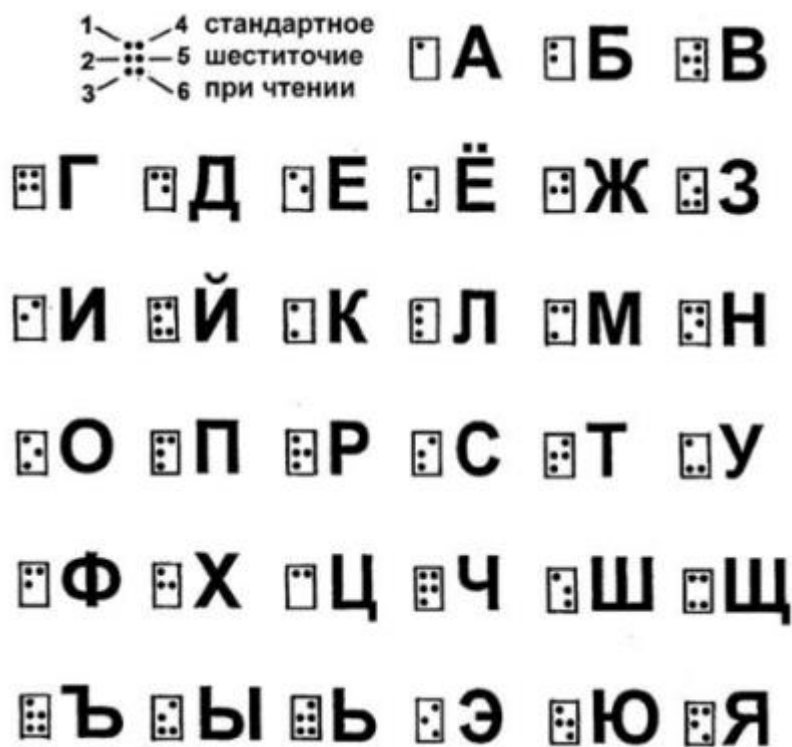 1 4 стандартное А Б В
2 5 шеститочие
3 6 при чтении
Г Д Е Ё Ж З
И Й К Л М Н
О П Р С Т У
Ф Х Ц Ч Ш Щ
Ъ Ы Ь Э Ю Я